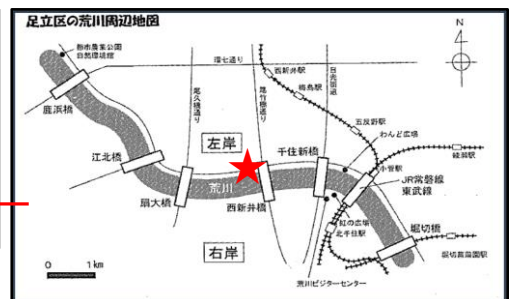 足立区の荒川周辺地図
N
都市農業公園
自然環境館
環七通り
西新井駅
梅島駅
日光街道
尾久橋通り
尾竹橋通り
五反野駅
わんど広場
綾瀬駅
鹿浜橋
左岸
千住新橋
小菅駅
江北橋
JR常磐線
東武線
荒川
扇大橋
西新井橋
虹の広場
北千住駅
堀切橋
右岸
堀切菖蒲園駅
0 1km
荒川ビジターセンター